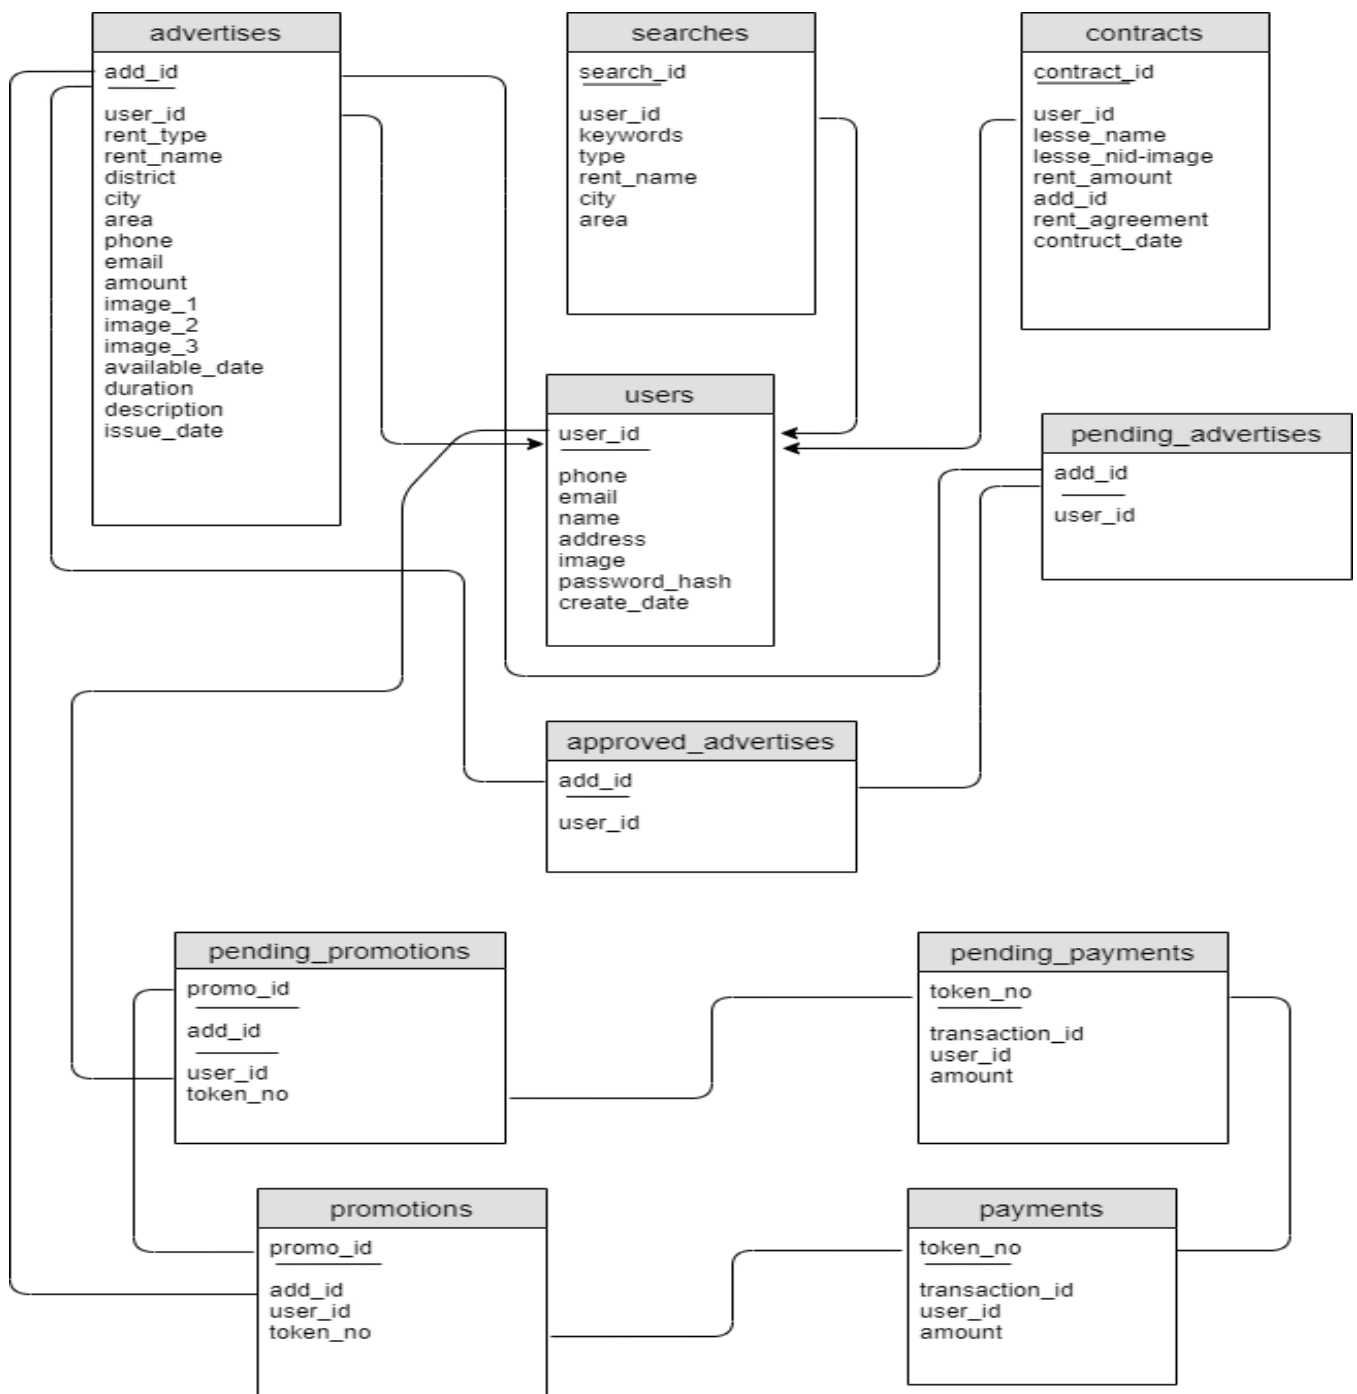 advertises
add_id
user_id
rent_type
rent_name
district
city
area
phone
email
amount
image_1
image_2
image_3
available_date
duration
description
issue_date
searches
search_id
user_id
keywords
type
rent_name
city
area
contracts
contract_id
user_id
lesse_name
lesse_nid-image
rent_amount
add_id
rent_agreement
contruct_date
users
user_id
phone
email
name
address
image
password_hash
create_date
pending_advertises
add_id
user_id
approved_advertises
add_id
user_id
pending_promotions
promo_id
add_id
user_id
token_no
pending_payments
token_no
transaction_id
user_id
amount
promotions
promo_id
add_id
user_id
token_no
payments
token_no
transaction_id
user_id
amount